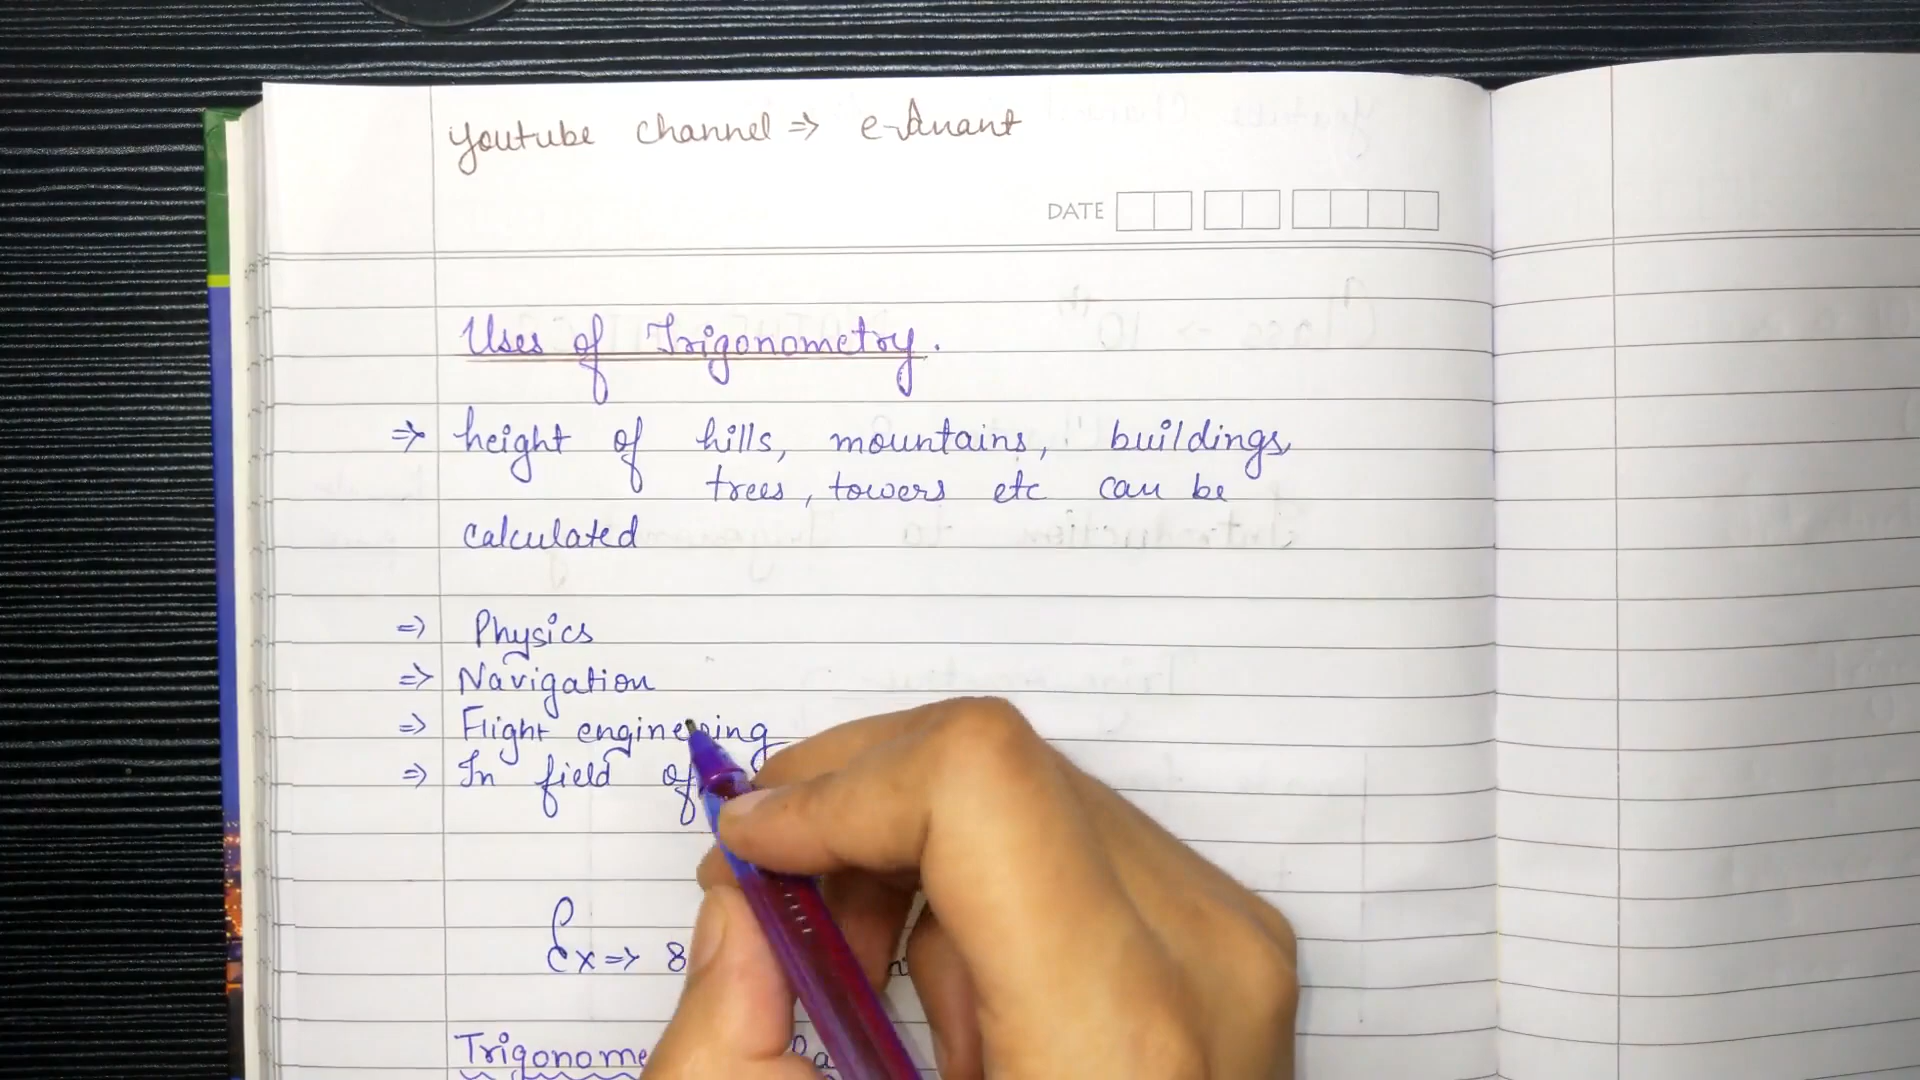 Youtube channel => e-Anant
DATE
Uses of Trigonometry.
=> height of hills, mountains, buildings,
trees, towers etc can be
calculated
=> Physics
=> Navigation
=> Flight engineering
=> In field of
Ex => 8